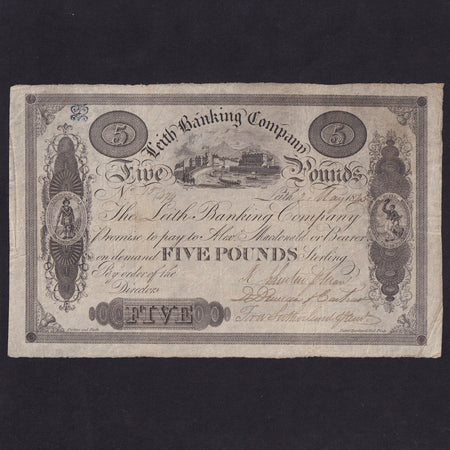 5 Leith Banking Company 5
Five Pounds
No
Leith May
The Leith Banking Company
Promise to pay to Alexr. Macdonald or Bearer
on demand FIVE POUNDS Sterling
By order of the
Directors
FIVE